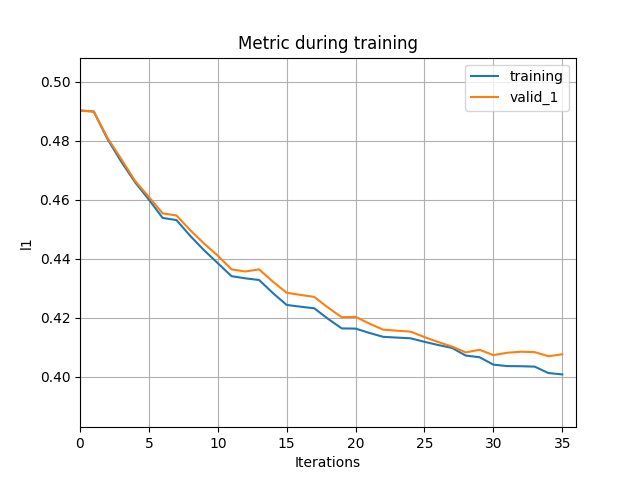 Metric during training
training
valid_1
0.50
0.48
0.46
0.44
0.42
0.40
l1
0 5 10 15 20 25 30 35
Iterations